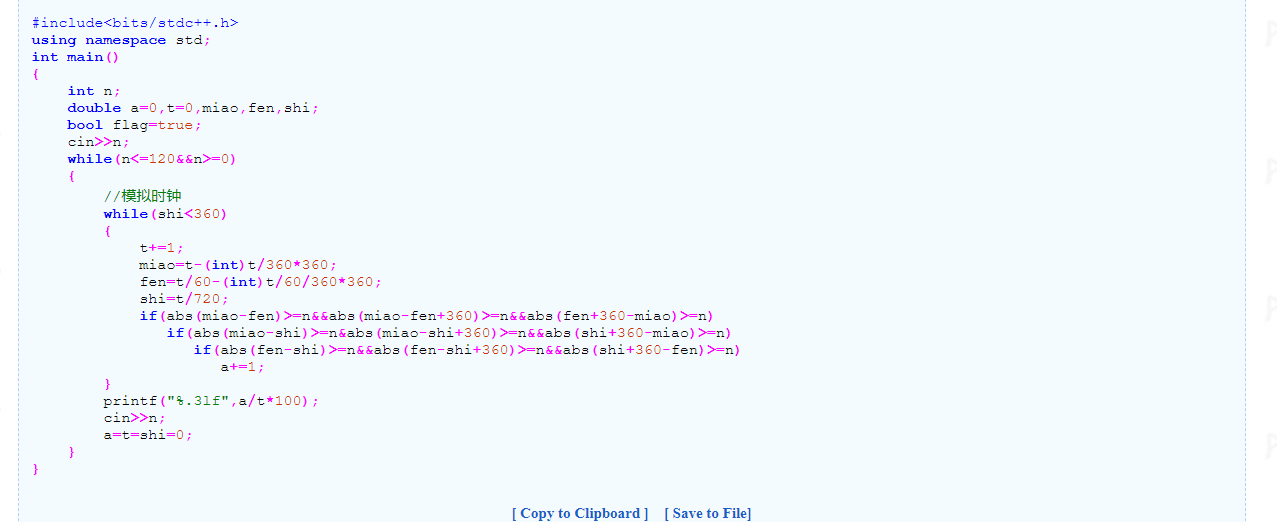 #include<bits/stdc++.h>
using namespace std;
int main()
{
    int n;
    double a=0,t=0,miao,fen,shi;
    bool flag=true;
    cin>>n;
    while(n<=120&&n>=0)
    {
        //模拟时钟
        while(shi<360)
        {
            t+=1;
            miao=t-(int)t/360*360;
            fen=t/60-(int)t/60/360*360;
            shi=t/720;
            if(abs(miao-fen)>=n&&abs(miao-fen+360)>=n&&abs(fen+360-miao)>=n)
               if(abs(miao-shi)>=n&abs(miao-shi+360)>=n&&abs(shi+360-miao)>=n)
                  if(abs(fen-shi)>=n&&abs(fen-shi+360)>=n&&abs(shi+360-fen)>=n)
                     a+=1;
        }
        printf("%.3lf",a/t*100);
        cin>>n;
        a=t=shi=0;
    }
}
[ Copy to Clipboard ] [ Save to File]